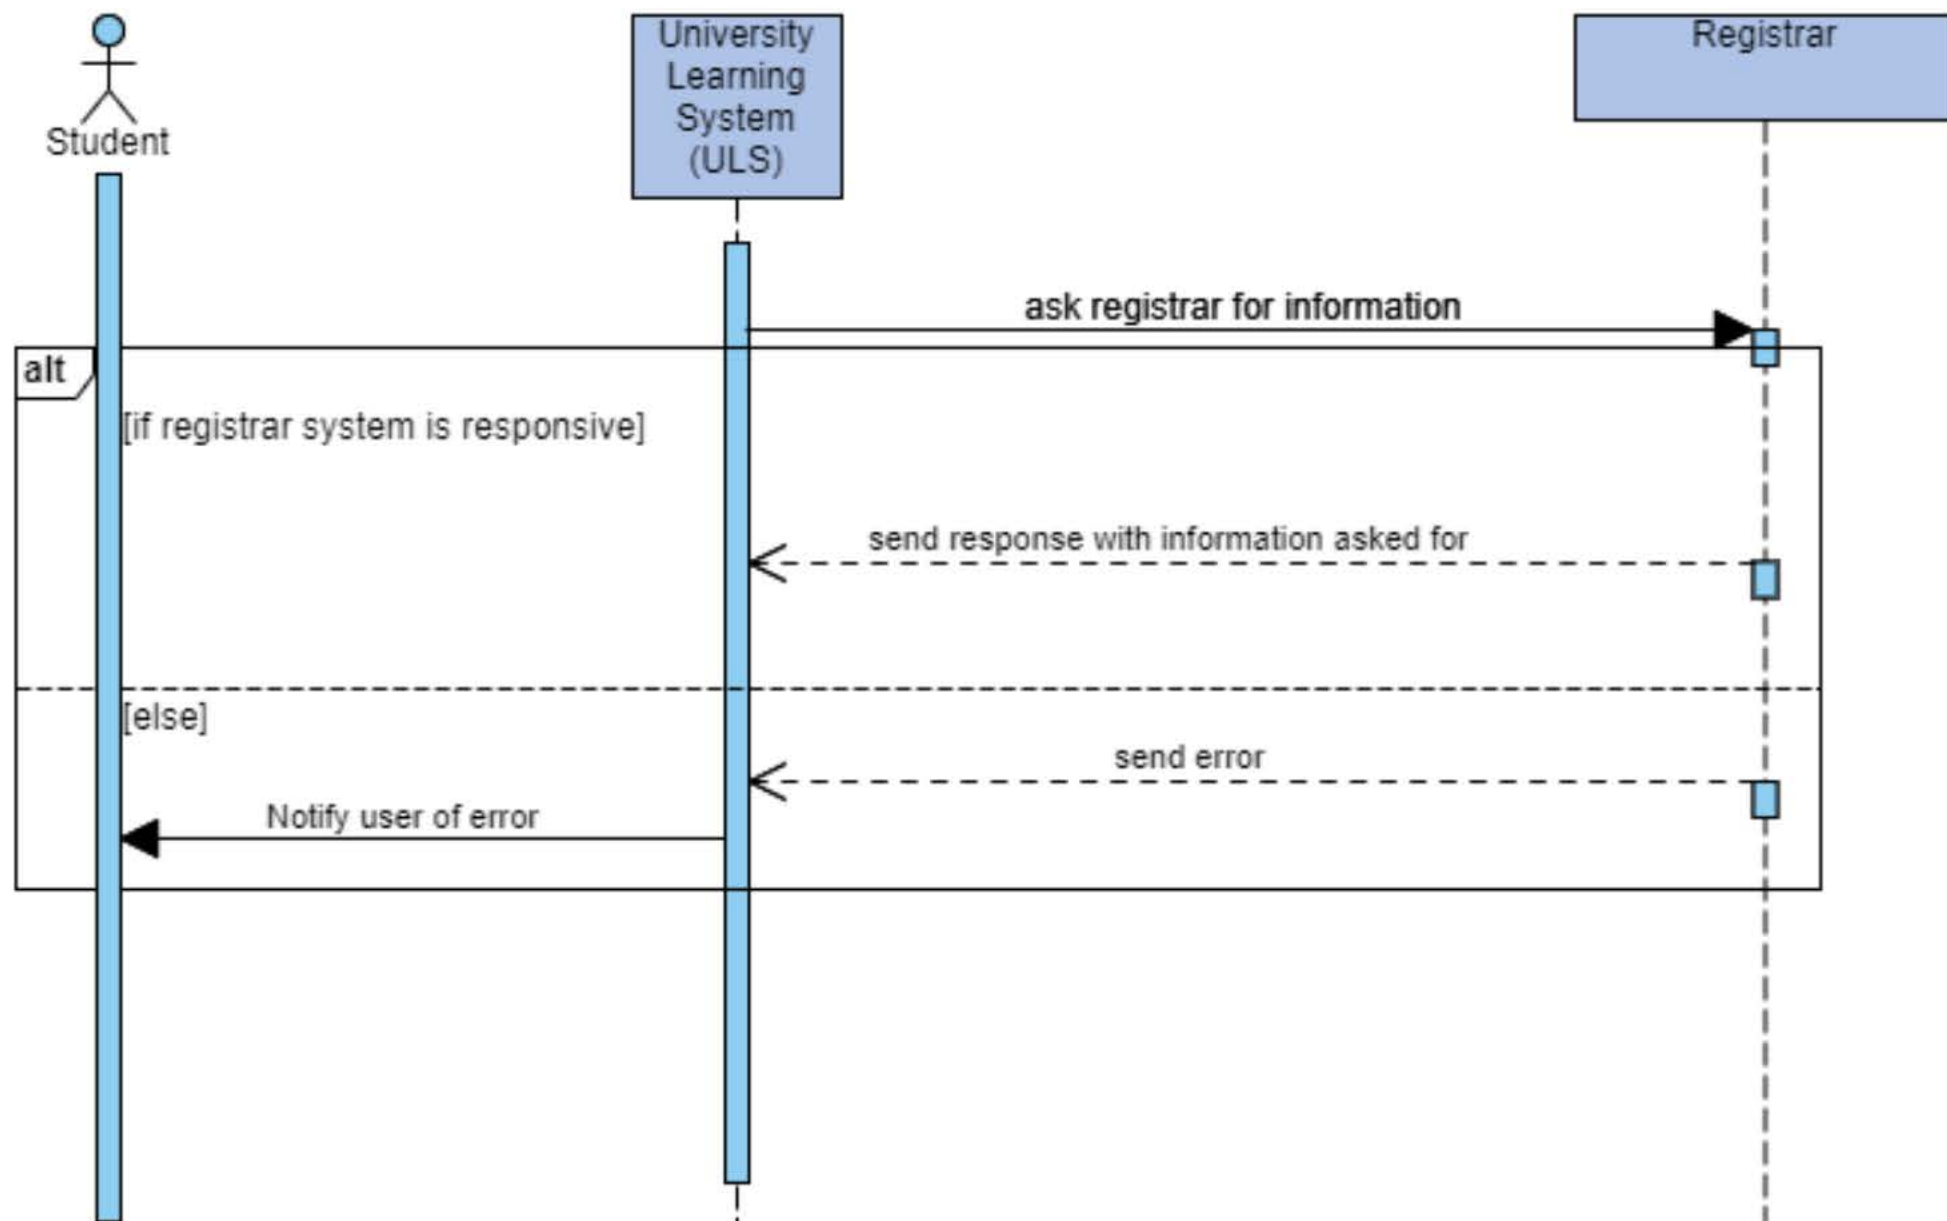 Student
University
Learning
System
(ULS)
Registrar
ask registrar for information
alt
[if registrar system is responsive]
send response with information asked for
[else]
send error
Notify user of error